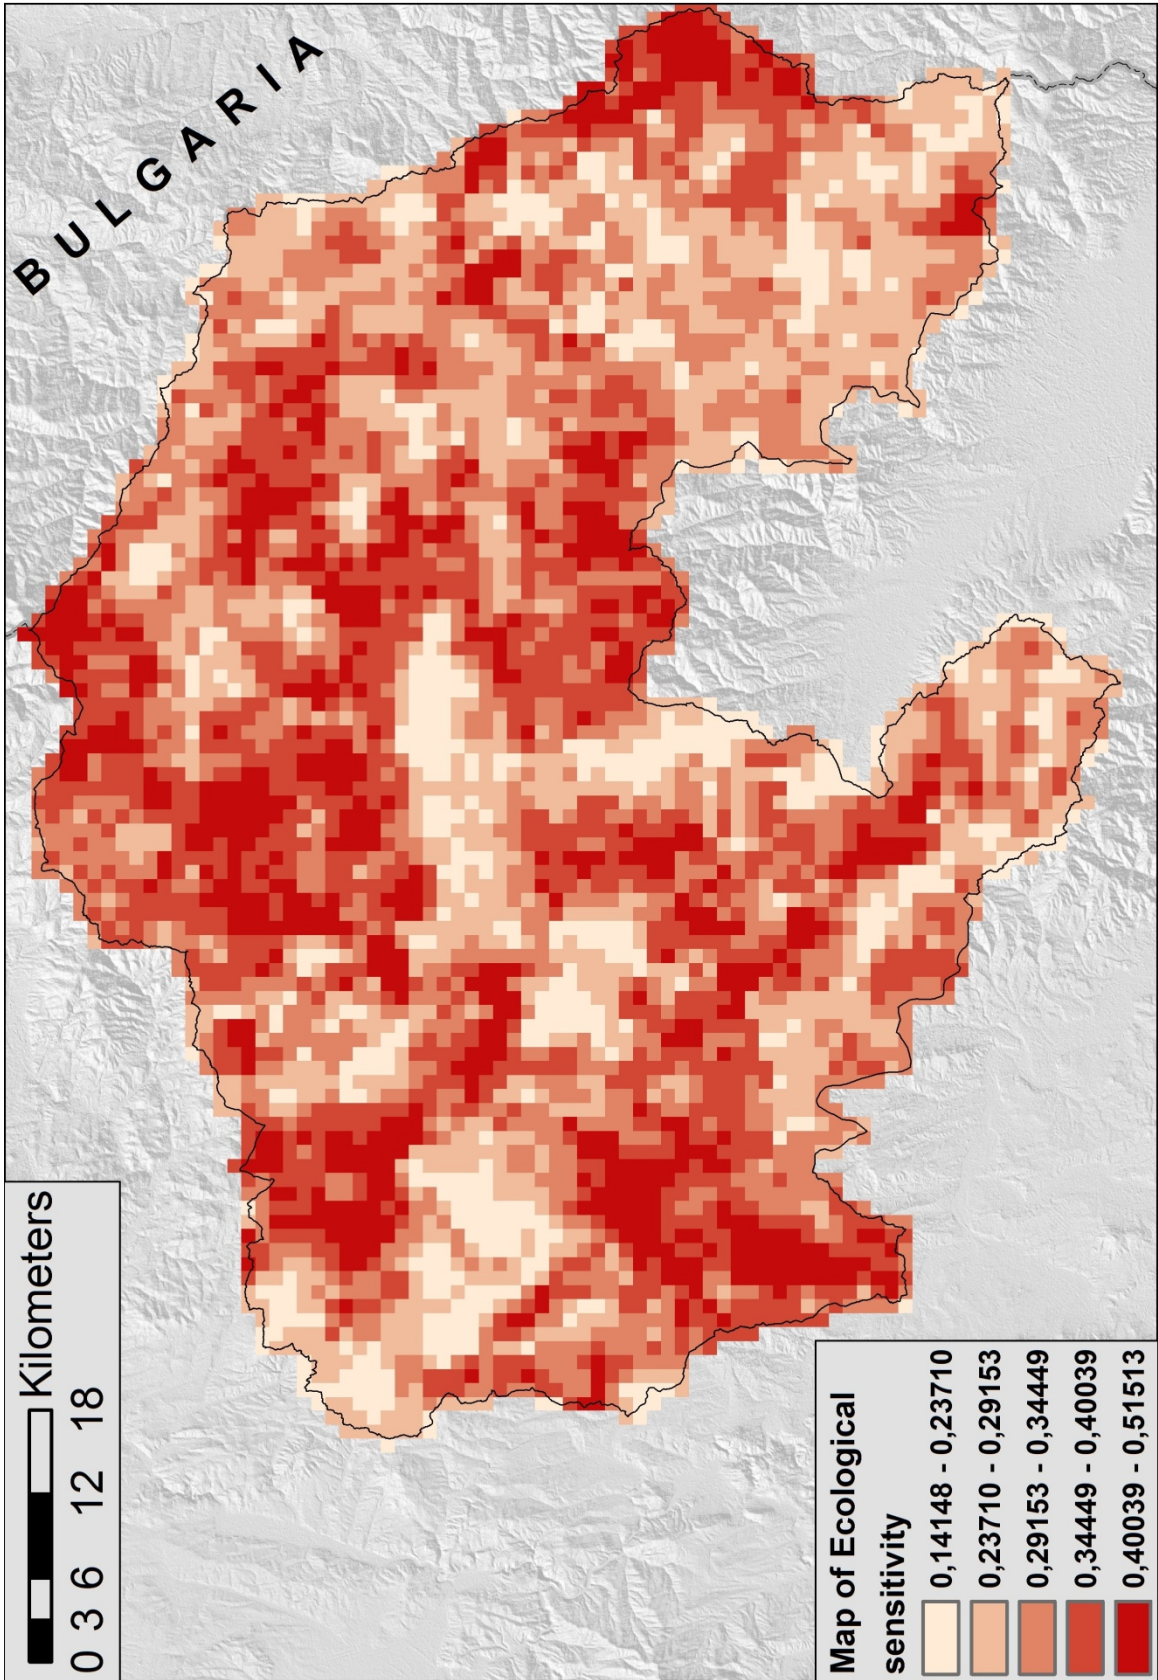 BULGARIA
0 3 6 12 18
Kilometers
Map of Ecological
sensitivity
0,14148 - 0,23710
0,23710 - 0,29153
0,29153 - 0,34449
0,34449 - 0,40039
0,40039 - 0,51513